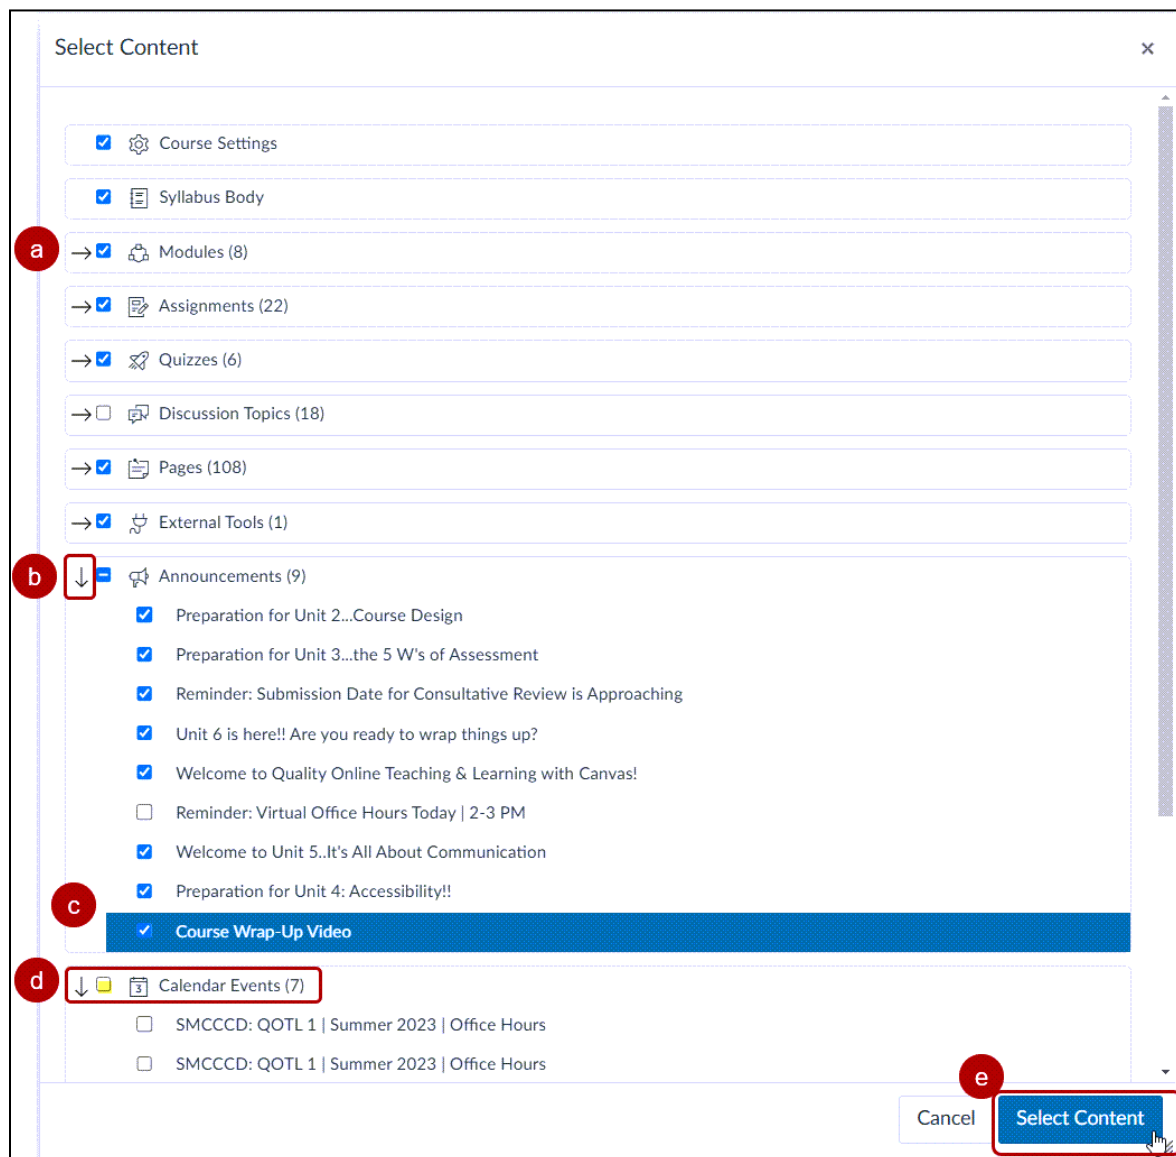 Select Content
Course Settings
Syllabus Body
a
Modules (8)
Assignments (22)
Quizzes (6)
Discussion Topics (18)
Pages (108)
External Tools (1)
b
Announcements (9)
Preparation for Unit 2...Course Design
Preparation for Unit 3...the 5 W's of Assessment
Reminder: Submission Date for Consultative Review is Approaching
Unit 6 is here!! Are you ready to wrap things up?
Welcome to Quality Online Teaching & Learning with Canvas!
Reminder: Virtual Office Hours Today | 2-3 PM
Welcome to Unit 5..It's All About Communication
Preparation for Unit 4: Accessibility!!
c
Course Wrap-Up Video
d
3 Calendar Events (7)
SMCCCD: QOTL 1 | Summer 2023 | Office Hours
SMCCCD: QOTL 1 | Summer 2023 | Office Hours
e
Cancel Select Content